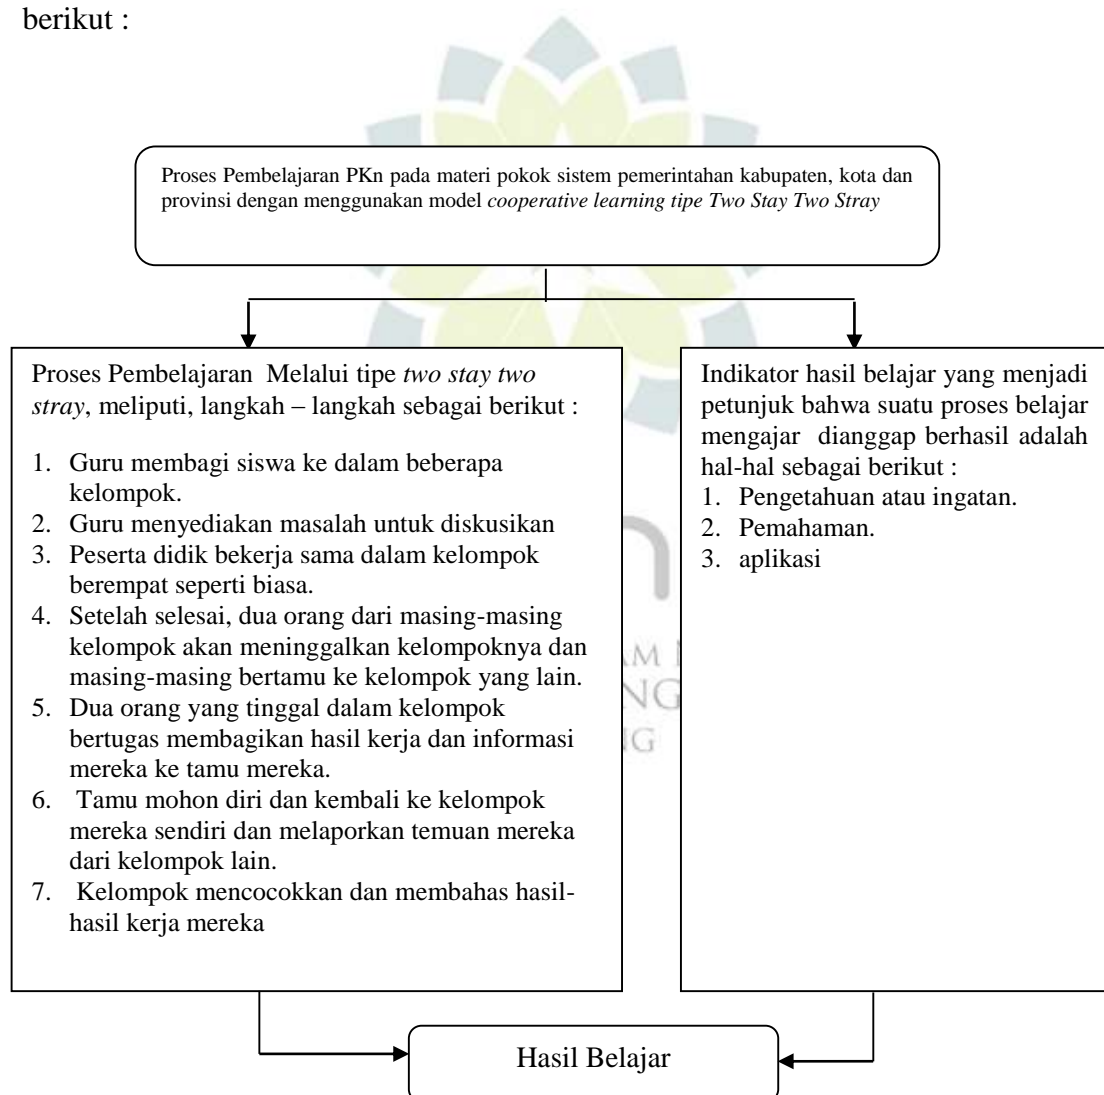 berikut :
Proses Pembelajaran PKn pada materi pokok sistem pemerintahan kabupaten, kota dan
provinsi dengan menggunakan model cooperative learning tipe Two Stay Two Stray
Proses Pembelajaran Melalui tipe two stay two
stray, meliputi, langkah – langkah sebagai berikut :
1. Guru membagi siswa ke dalam beberapa
kelompok.
2. Guru menyediakan masalah untuk diskusikan
3. Peserta didik bekerja sama dalam kelompok
berempat seperti biasa.
4. Setelah selesai, dua orang dari masing-masing
kelompok akan meninggalkan kelompoknya dan
masing-masing bertamu ke kelompok yang lain.
5. Dua orang yang tinggal dalam kelompok
bertugas membagikan hasil kerja dan informasi
mereka ke tamu mereka.
6. Tamu mohon diri dan kembali ke kelompok
mereka sendiri dan melaporkan temuan mereka
dari kelompok lain.
7. Kelompok mencocokkan dan membahas hasil-
hasil kerja mereka
Indikator hasil belajar yang menjadi
petunjuk bahwa suatu proses belajar
mengajar dianggap berhasil adalah
hal-hal sebagai berikut :
1. Pengetahuan atau ingatan.
2. Pemahaman.
3. aplikasi
Hasil Belajar